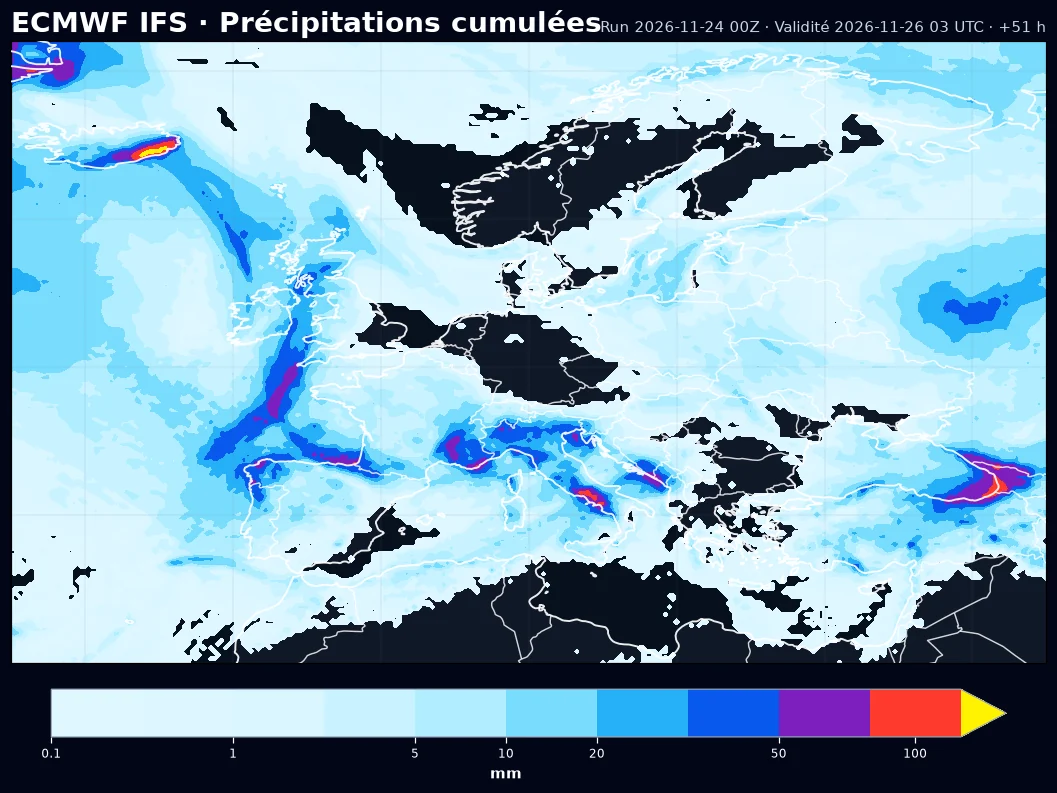 ECMWF IFS · Précipitations cumulées
Run 2026-11-24 00Z · Validité 2026-11-26 03 UTC · +51 h
0.1 1 5 10 20 50 100
mm